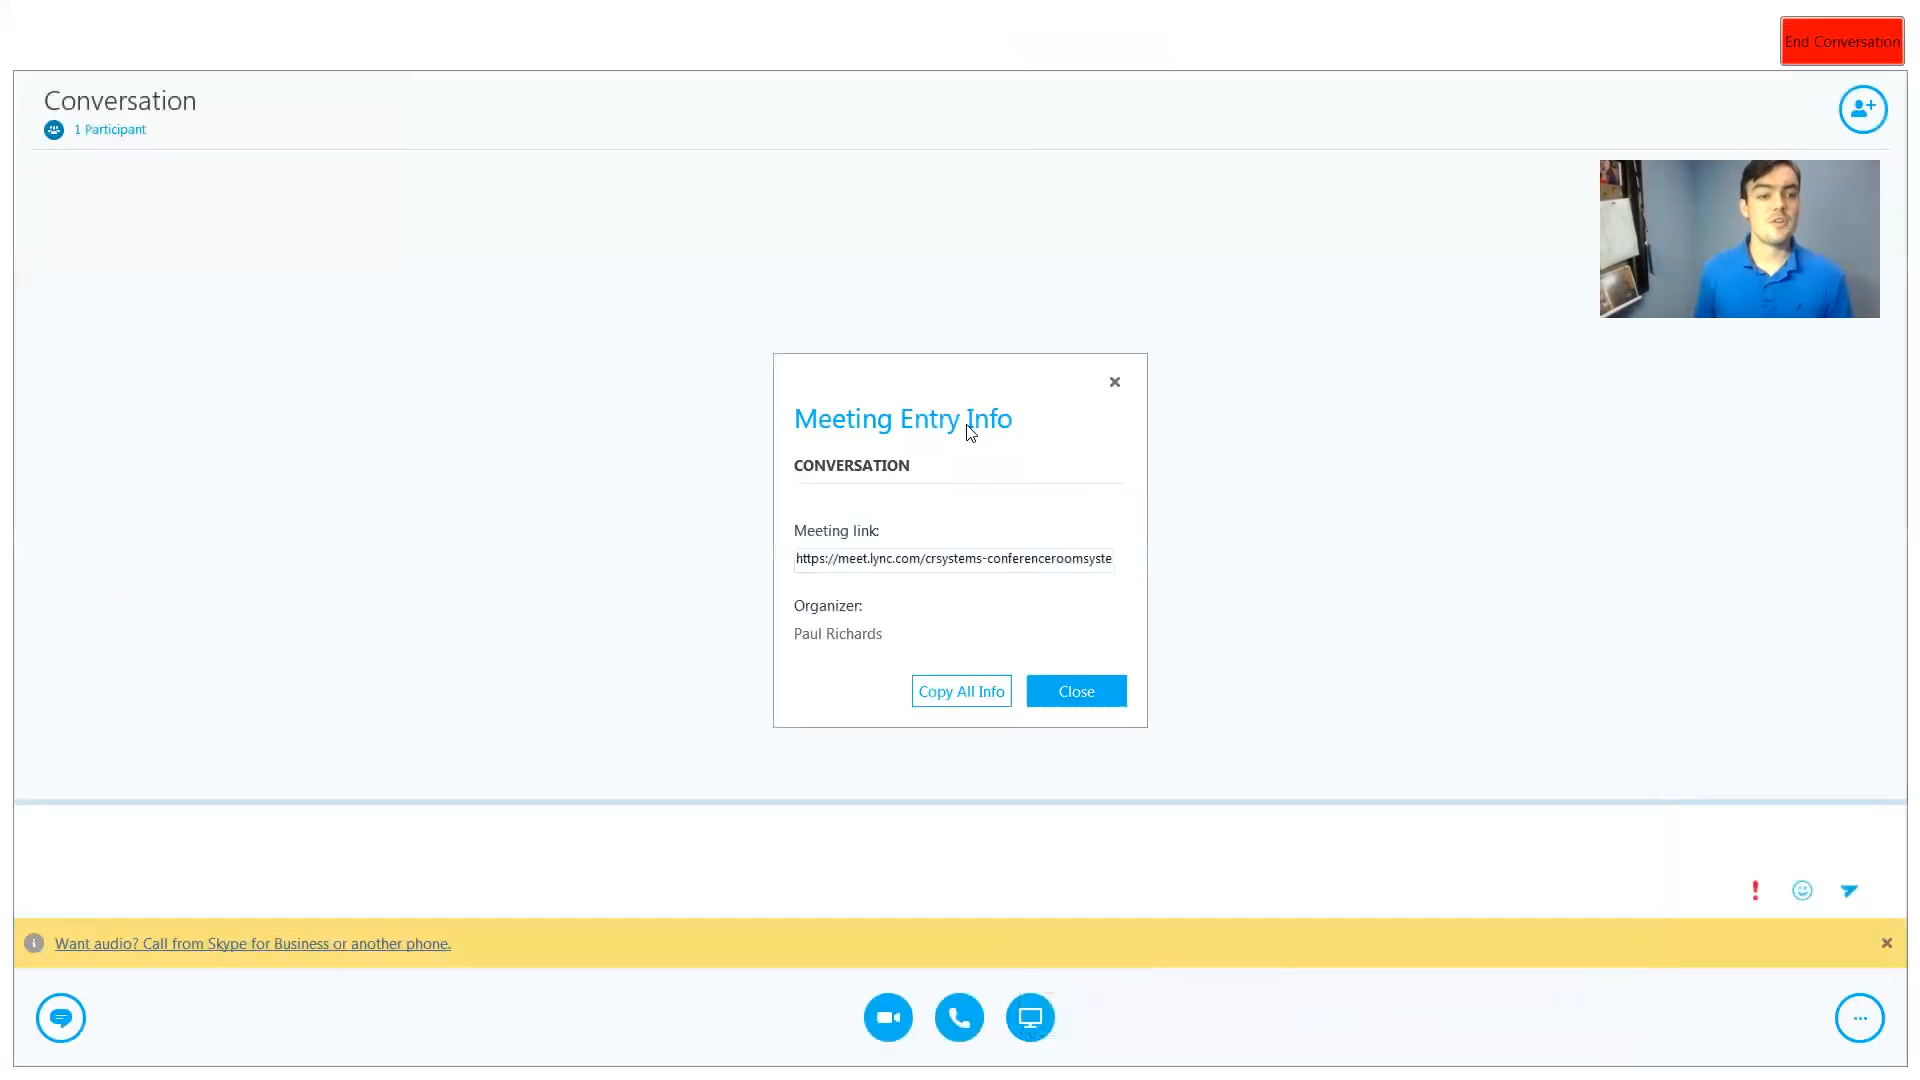 End Conversation
Conversation
1 Participant
Meeting Entry Info
CONVERSATION
Meeting link:
https://meet.lync.com/crsystems-conferenceroomsyste
Organizer:
Paul Richards
Copy All Info
Close
Want audio? Call from Skype for Business or another phone.